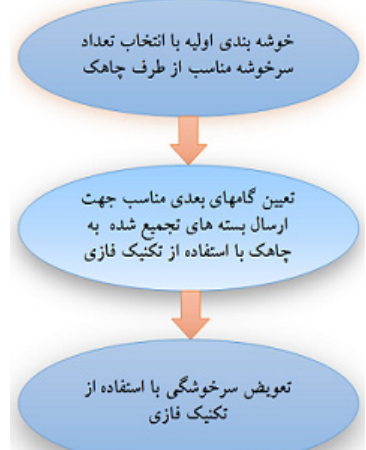 خوشه بندی اولیه با انتخاب تعداد
سرخوشه مناسب از طرف چاهک
تعیین گامهای بعدی مناسب جهت
ارسال بسته های تجمیع شده به
چاهک با استفاده از تکنیک فازی
تعویض سرخوشگی با استفاده از
تکنیک فازی